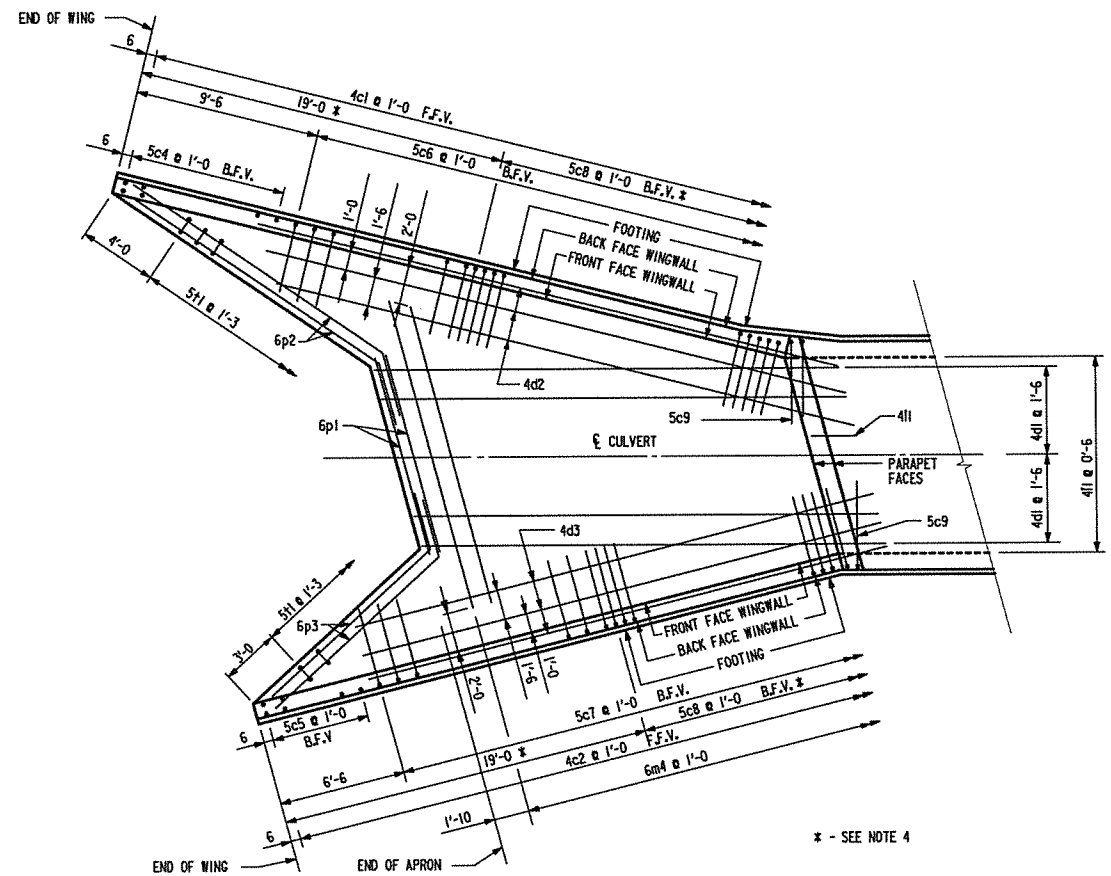 END OF WING
6
4c1 @ 1'-0 F.F.V.
19'-0 *
9'-6
5c6 @ 1'-0 B.F.V.
5c8 @ 1'-0 B.F.V. *
6
5c4 @ 1'-0 B.F.V.
1'-0
1'-6
2'-0
FOOTING
BACK FACE WINGWALL
FRONT FACE WINGWALL
4'-0
5t1 @ 1'-3
6p2
4d2
5c9
4l1
6p1
℄ CULVERT
PARAPET FACES
4d1 @ 1'-6
4d1 @ 1'-6
4l1 @ 0'-6
5c9
4d3
5t1 @ 1'-3
3'-0
6p3
FRONT FACE WINGWALL
BACK FACE WINGWALL
FOOTING
2'-0
1'-6
1'-0
6
5c5 @ 1'-0
B.F.V
5c7 @ 1'-0 B.F.V.
5c8 @ 1'-0 B.F.V. *
6'-6
19'-0 *
4c2 @ 1'-0 F.F.V.
6m4 @ 1'-0
1'-10
6
END OF WING
END OF APRON
* - SEE NOTE 4